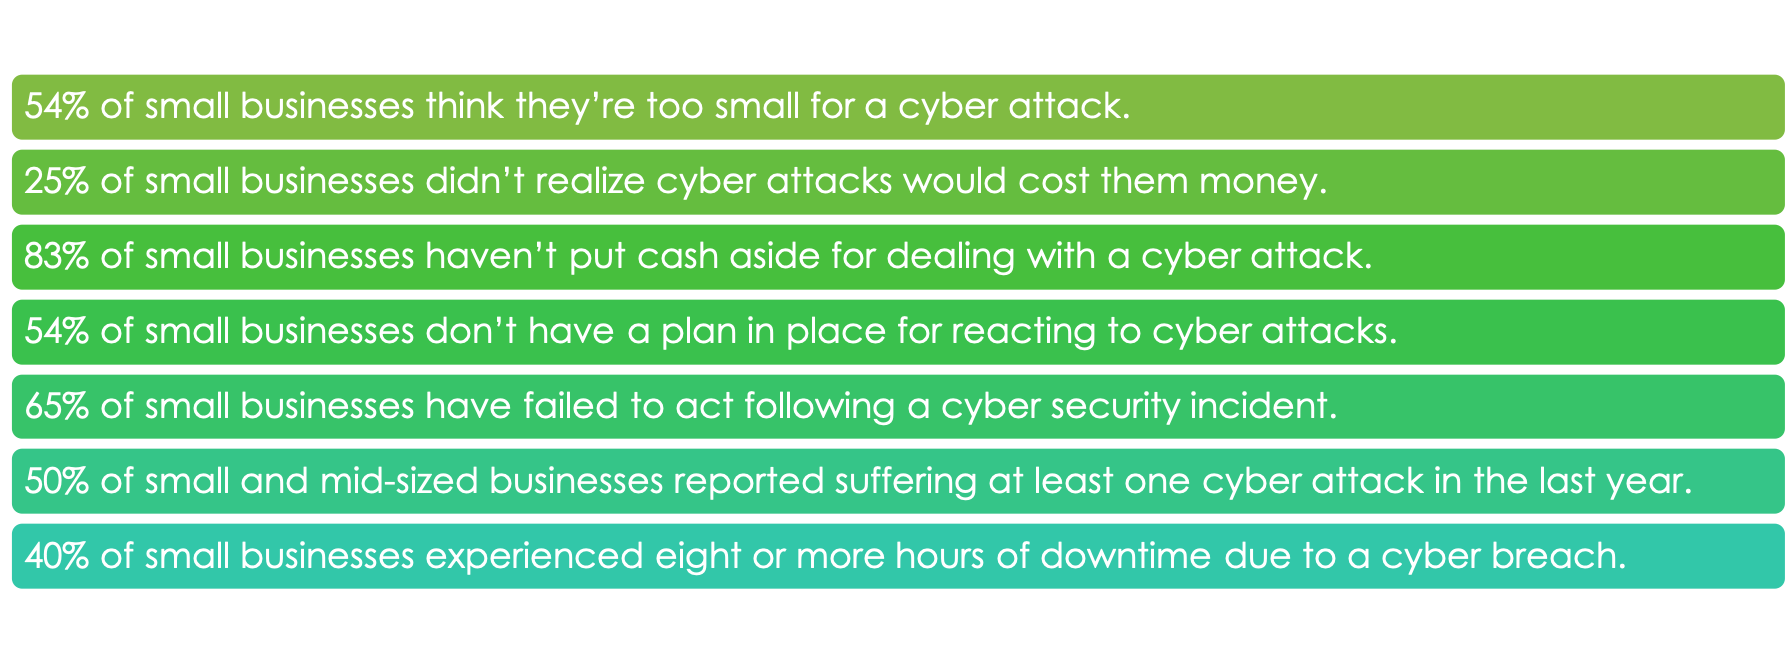 54% of small businesses think they’re too small for a cyber attack.
25% of small businesses didn’t realize cyber attacks would cost them money.
83% of small businesses haven’t put cash aside for dealing with a cyber attack.
54% of small businesses don’t have a plan in place for reacting to cyber attacks.
65% of small businesses have failed to act following a cyber security incident.
50% of small and mid-sized businesses reported suffering at least one cyber attack in the last year.
40% of small businesses experienced eight or more hours of downtime due to a cyber breach.